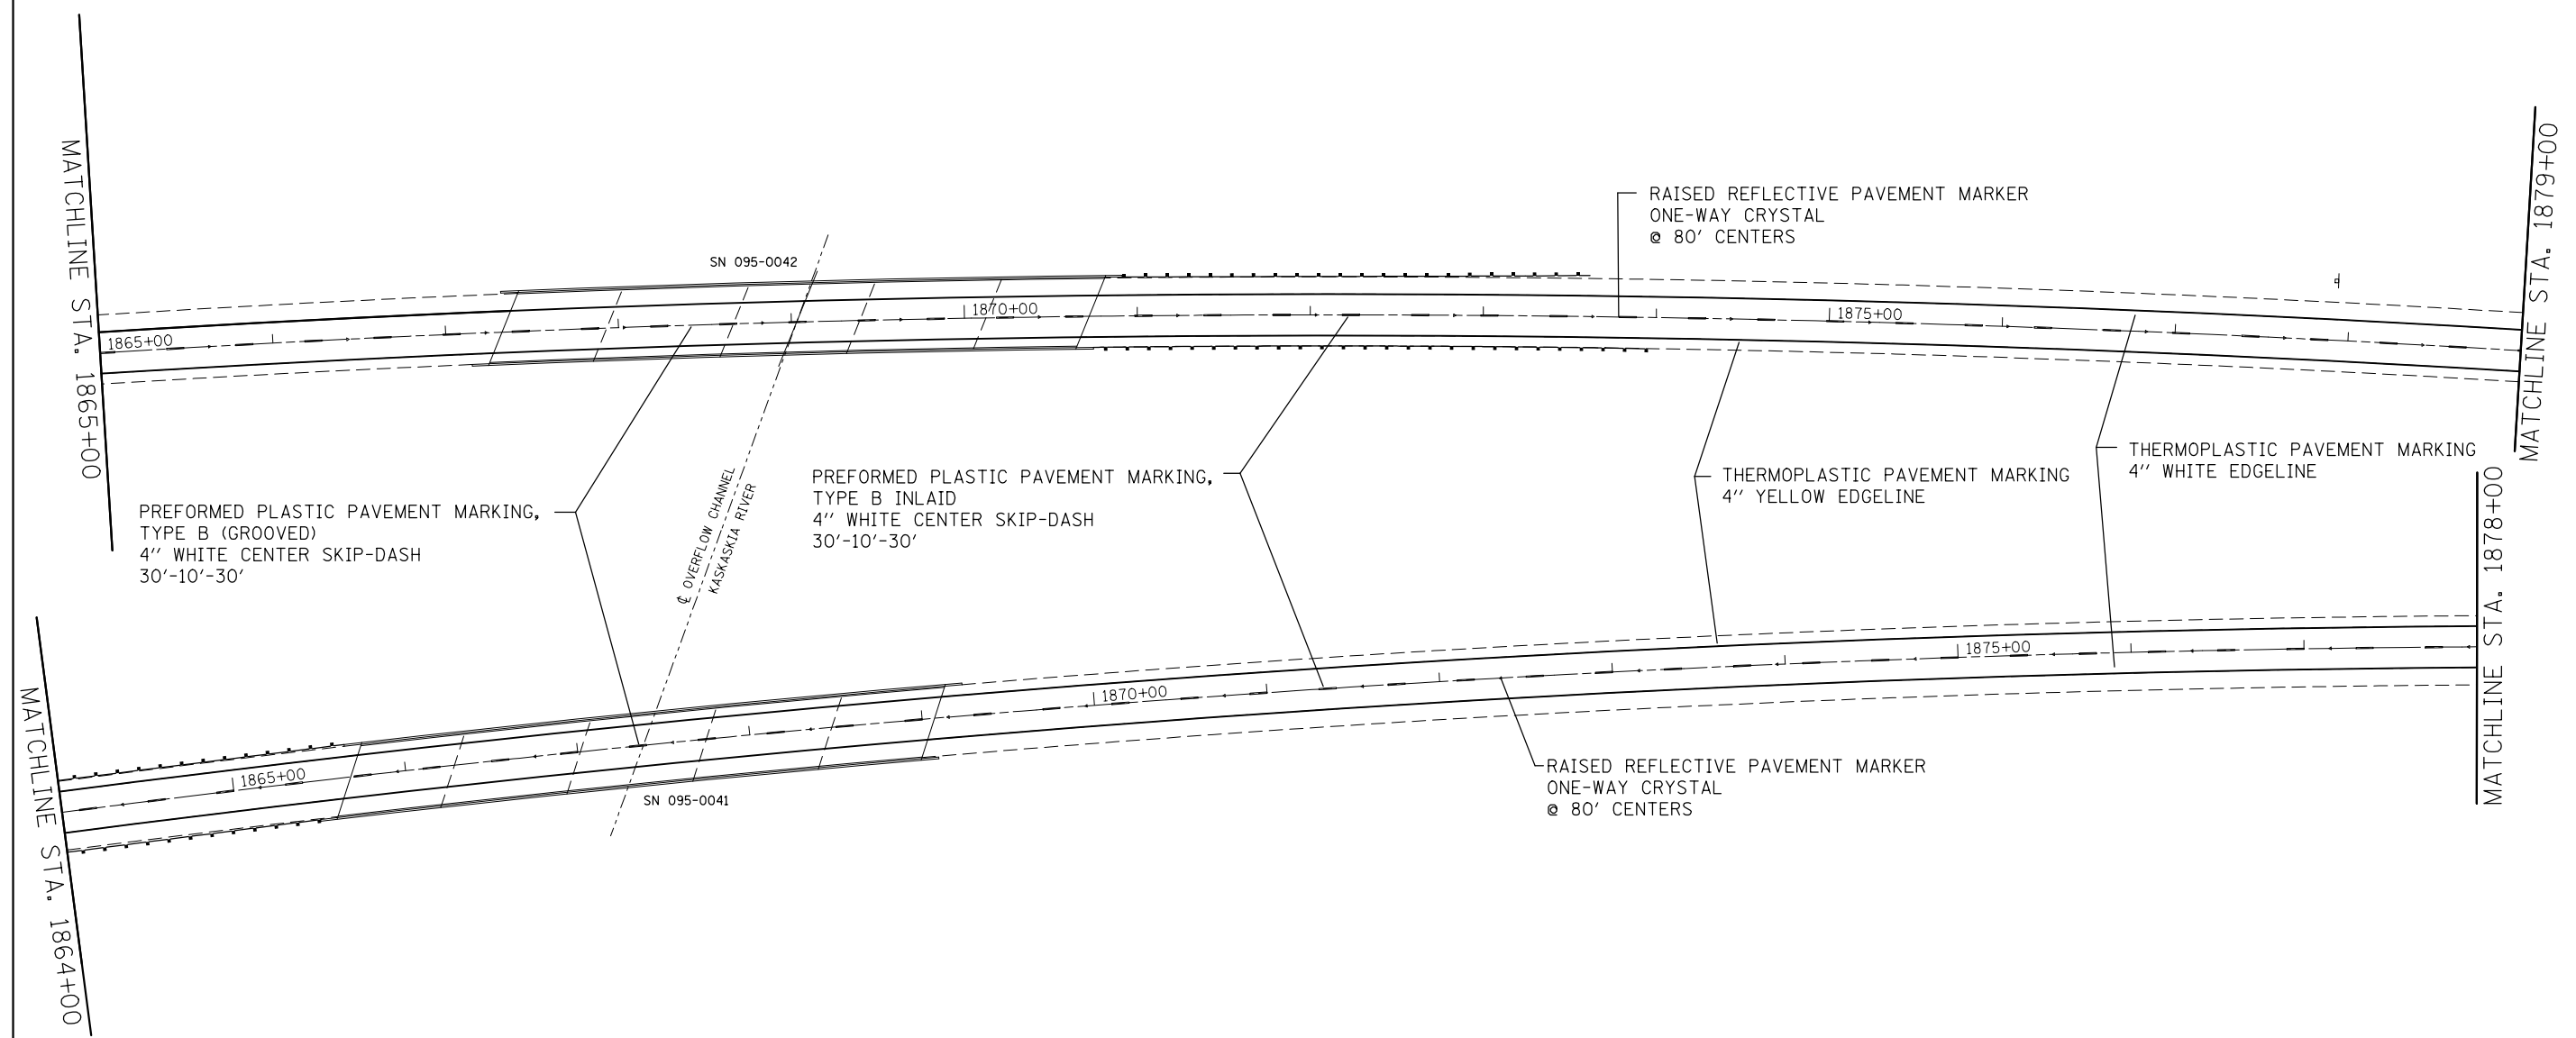 MATCHLINE STA. 1865+00
MATCHLINE STA. 1879+00
RAISED REFLECTIVE PAVEMENT MARKER
ONE-WAY CRYSTAL
@ 80' CENTERS
SN 095-0042
1865+00
1870+00
1875+00
PREFORMED PLASTIC PAVEMENT MARKING,
TYPE B (GROOVED)
4" WHITE CENTER SKIP-DASH
30'-10'-30'
℄ OVERFLOW CHANNEL
KASKASKIA RIVER
PREFORMED PLASTIC PAVEMENT MARKING,
TYPE B INLAID
4" WHITE CENTER SKIP-DASH
30'-10'-30'
THERMOPLASTIC PAVEMENT MARKING
4" YELLOW EDGELINE
THERMOPLASTIC PAVEMENT MARKING
4" WHITE EDGELINE
MATCHLINE STA. 1864+00
MATCHLINE STA. 1878+00
1865+00
1870+00
1875+00
SN 095-0041
RAISED REFLECTIVE PAVEMENT MARKER
ONE-WAY CRYSTAL
@ 80' CENTERS